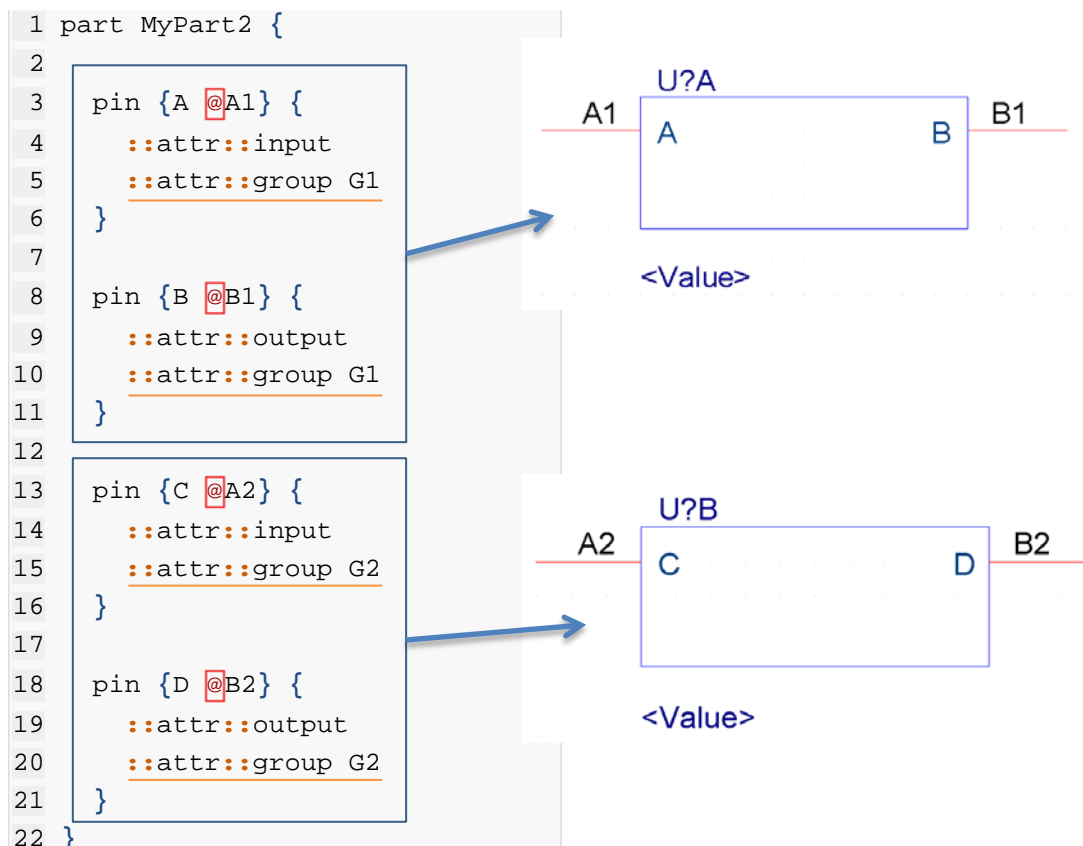 1 part MyPart2 {
2
3 pin {A @A1} {
4 ::attr::input
5 ::attr::group G1
6 }
7
8 pin {B @B1} {
9 ::attr::output
10 ::attr::group G1
11 }
12
13 pin {C @A2} {
14 ::attr::input
15 ::attr::group G2
16 }
17
18 pin {D @B2} {
19 ::attr::output
20 ::attr::group G2
21 }
22 }
U?A
A1 A B B1
<Value>
U?B
A2 C D B2
<Value>